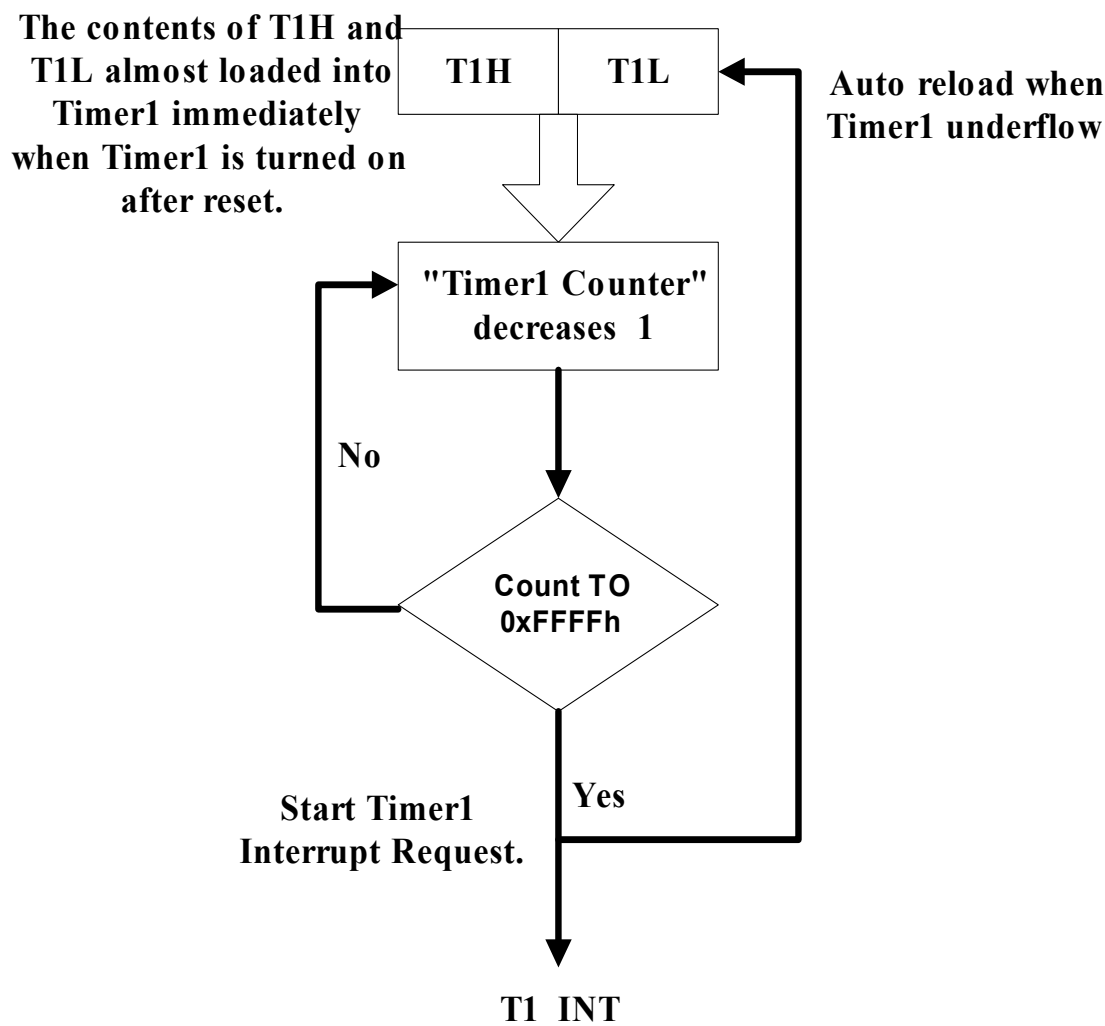 The contents of T1H and
T1L almost loaded into
Timer1 immediately
when Timer1 is turned on
after reset.
T1H
T1L
Auto reload when
Timer1 underflow
"Timer1 Counter"
decreases 1
No
Count TO
0xFFFFh
Yes
Start Timer1
Interrupt Request.
T1 INT